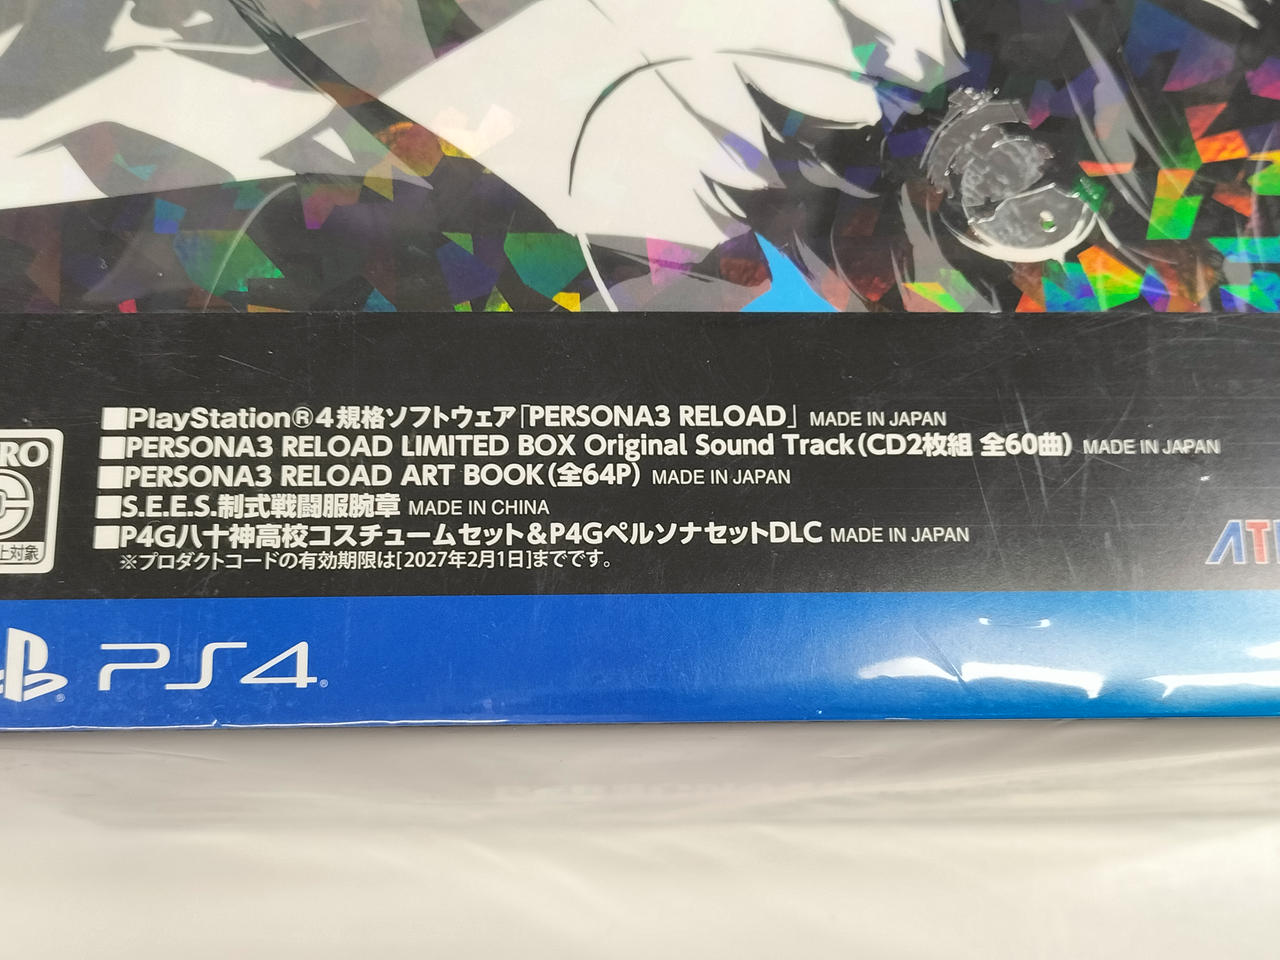 ■PlayStation®4規格ソフトウェア「PERSONA3 RELOAD」 MADE IN JAPAN
■PERSONA3 RELOAD LIMITED BOX Original Sound Track(CD2枚組 全60曲) MADE IN JAPAN
■PERSONA3 RELOAD ART BOOK(全64P) MADE IN JAPAN
■S.E.E.S.制式戦闘服腕章 MADE IN CHINA
■P4G八十神高校コスチュームセット&P4GペルソナセットDLC MADE IN JAPAN
※プロダクトコードの有効期限は[2027年2月1日]までです。
RO
上対象
AT
PS4®